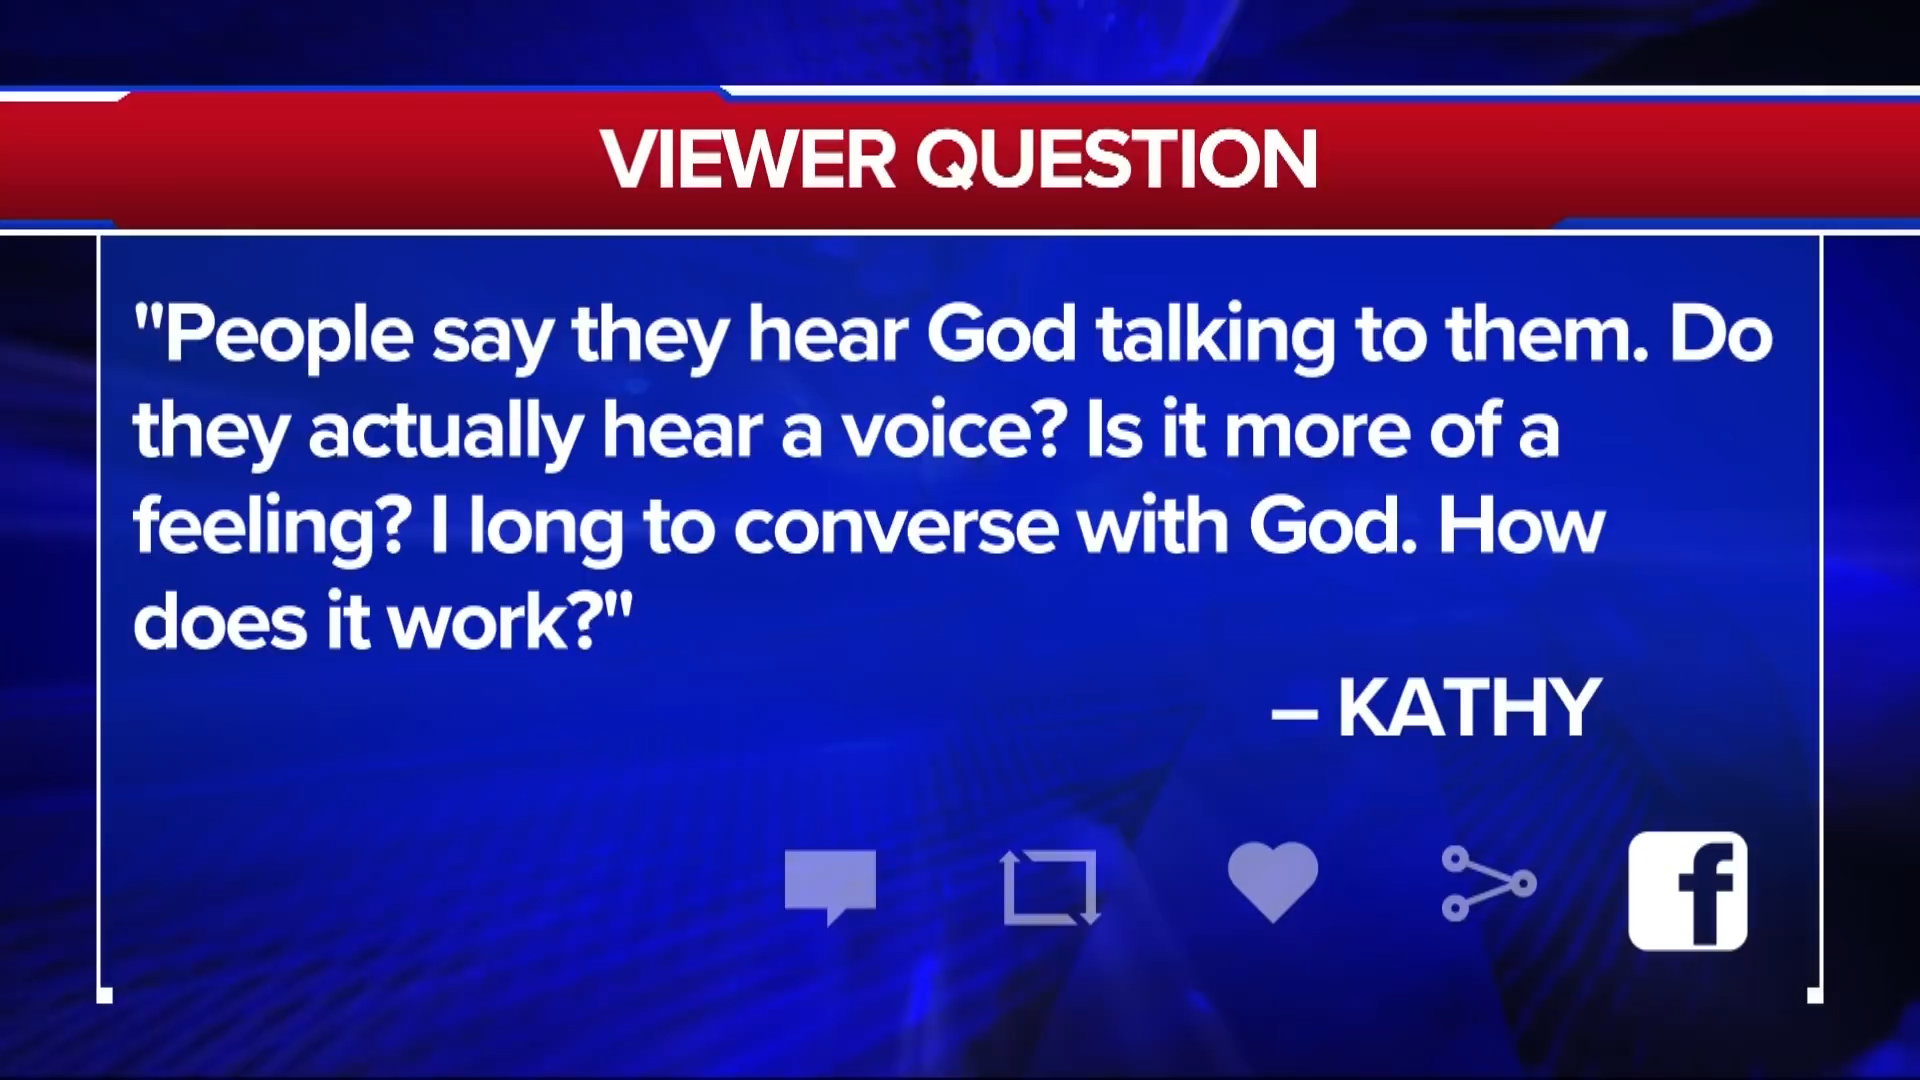 VIEWER QUESTION
"People say they hear God talking to them. Do
they actually hear a voice? Is it more of a
feeling? I long to converse with God. How
does it work?"
– KATHY
f